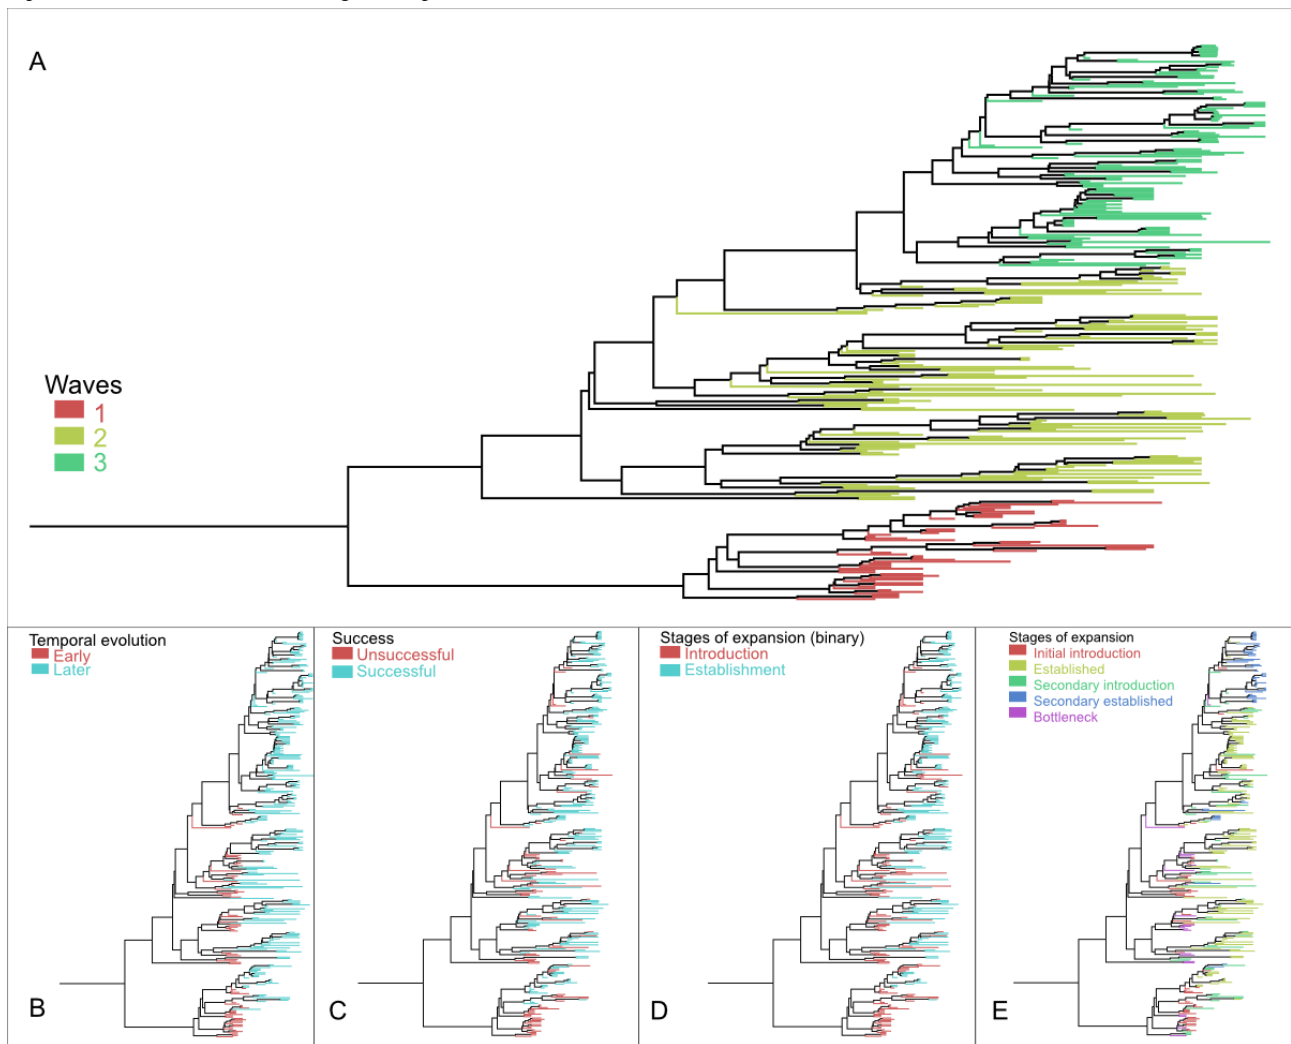 A
Waves
1
2
3
Temporal evolution
Early
Later
B
Success
Unsuccessful
Successful
C
Stages of expansion (binary)
Introduction
Establishment
D
Stages of expansion
Initial introduction
Established
Secondary introduction
Secondary established
Bottleneck
E